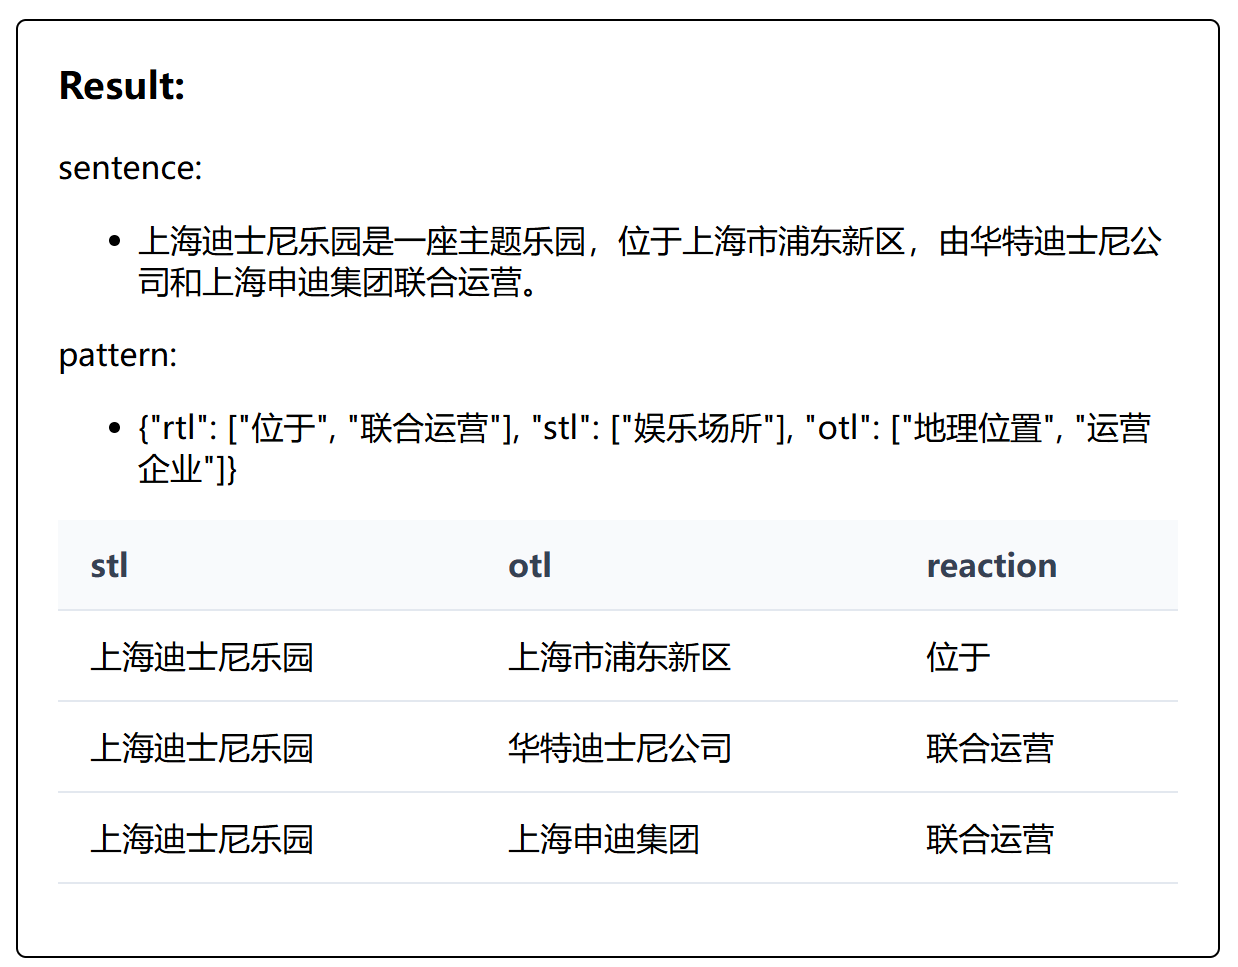 Result:
sentence:
• 上海迪士尼乐园是一座主题乐园，位于上海市浦东新区，由华特迪士尼公
司和上海申迪集团联合运营。
pattern:
• {"rtl": ["位于", "联合运营"], "stl": ["娱乐场所"], "otl": ["地理位置", "运营
企业"]}
stl otl reaction
上海迪士尼乐园 上海市浦东新区 位于
上海迪士尼乐园 华特迪士尼公司 联合运营
上海迪士尼乐园 上海申迪集团 联合运营